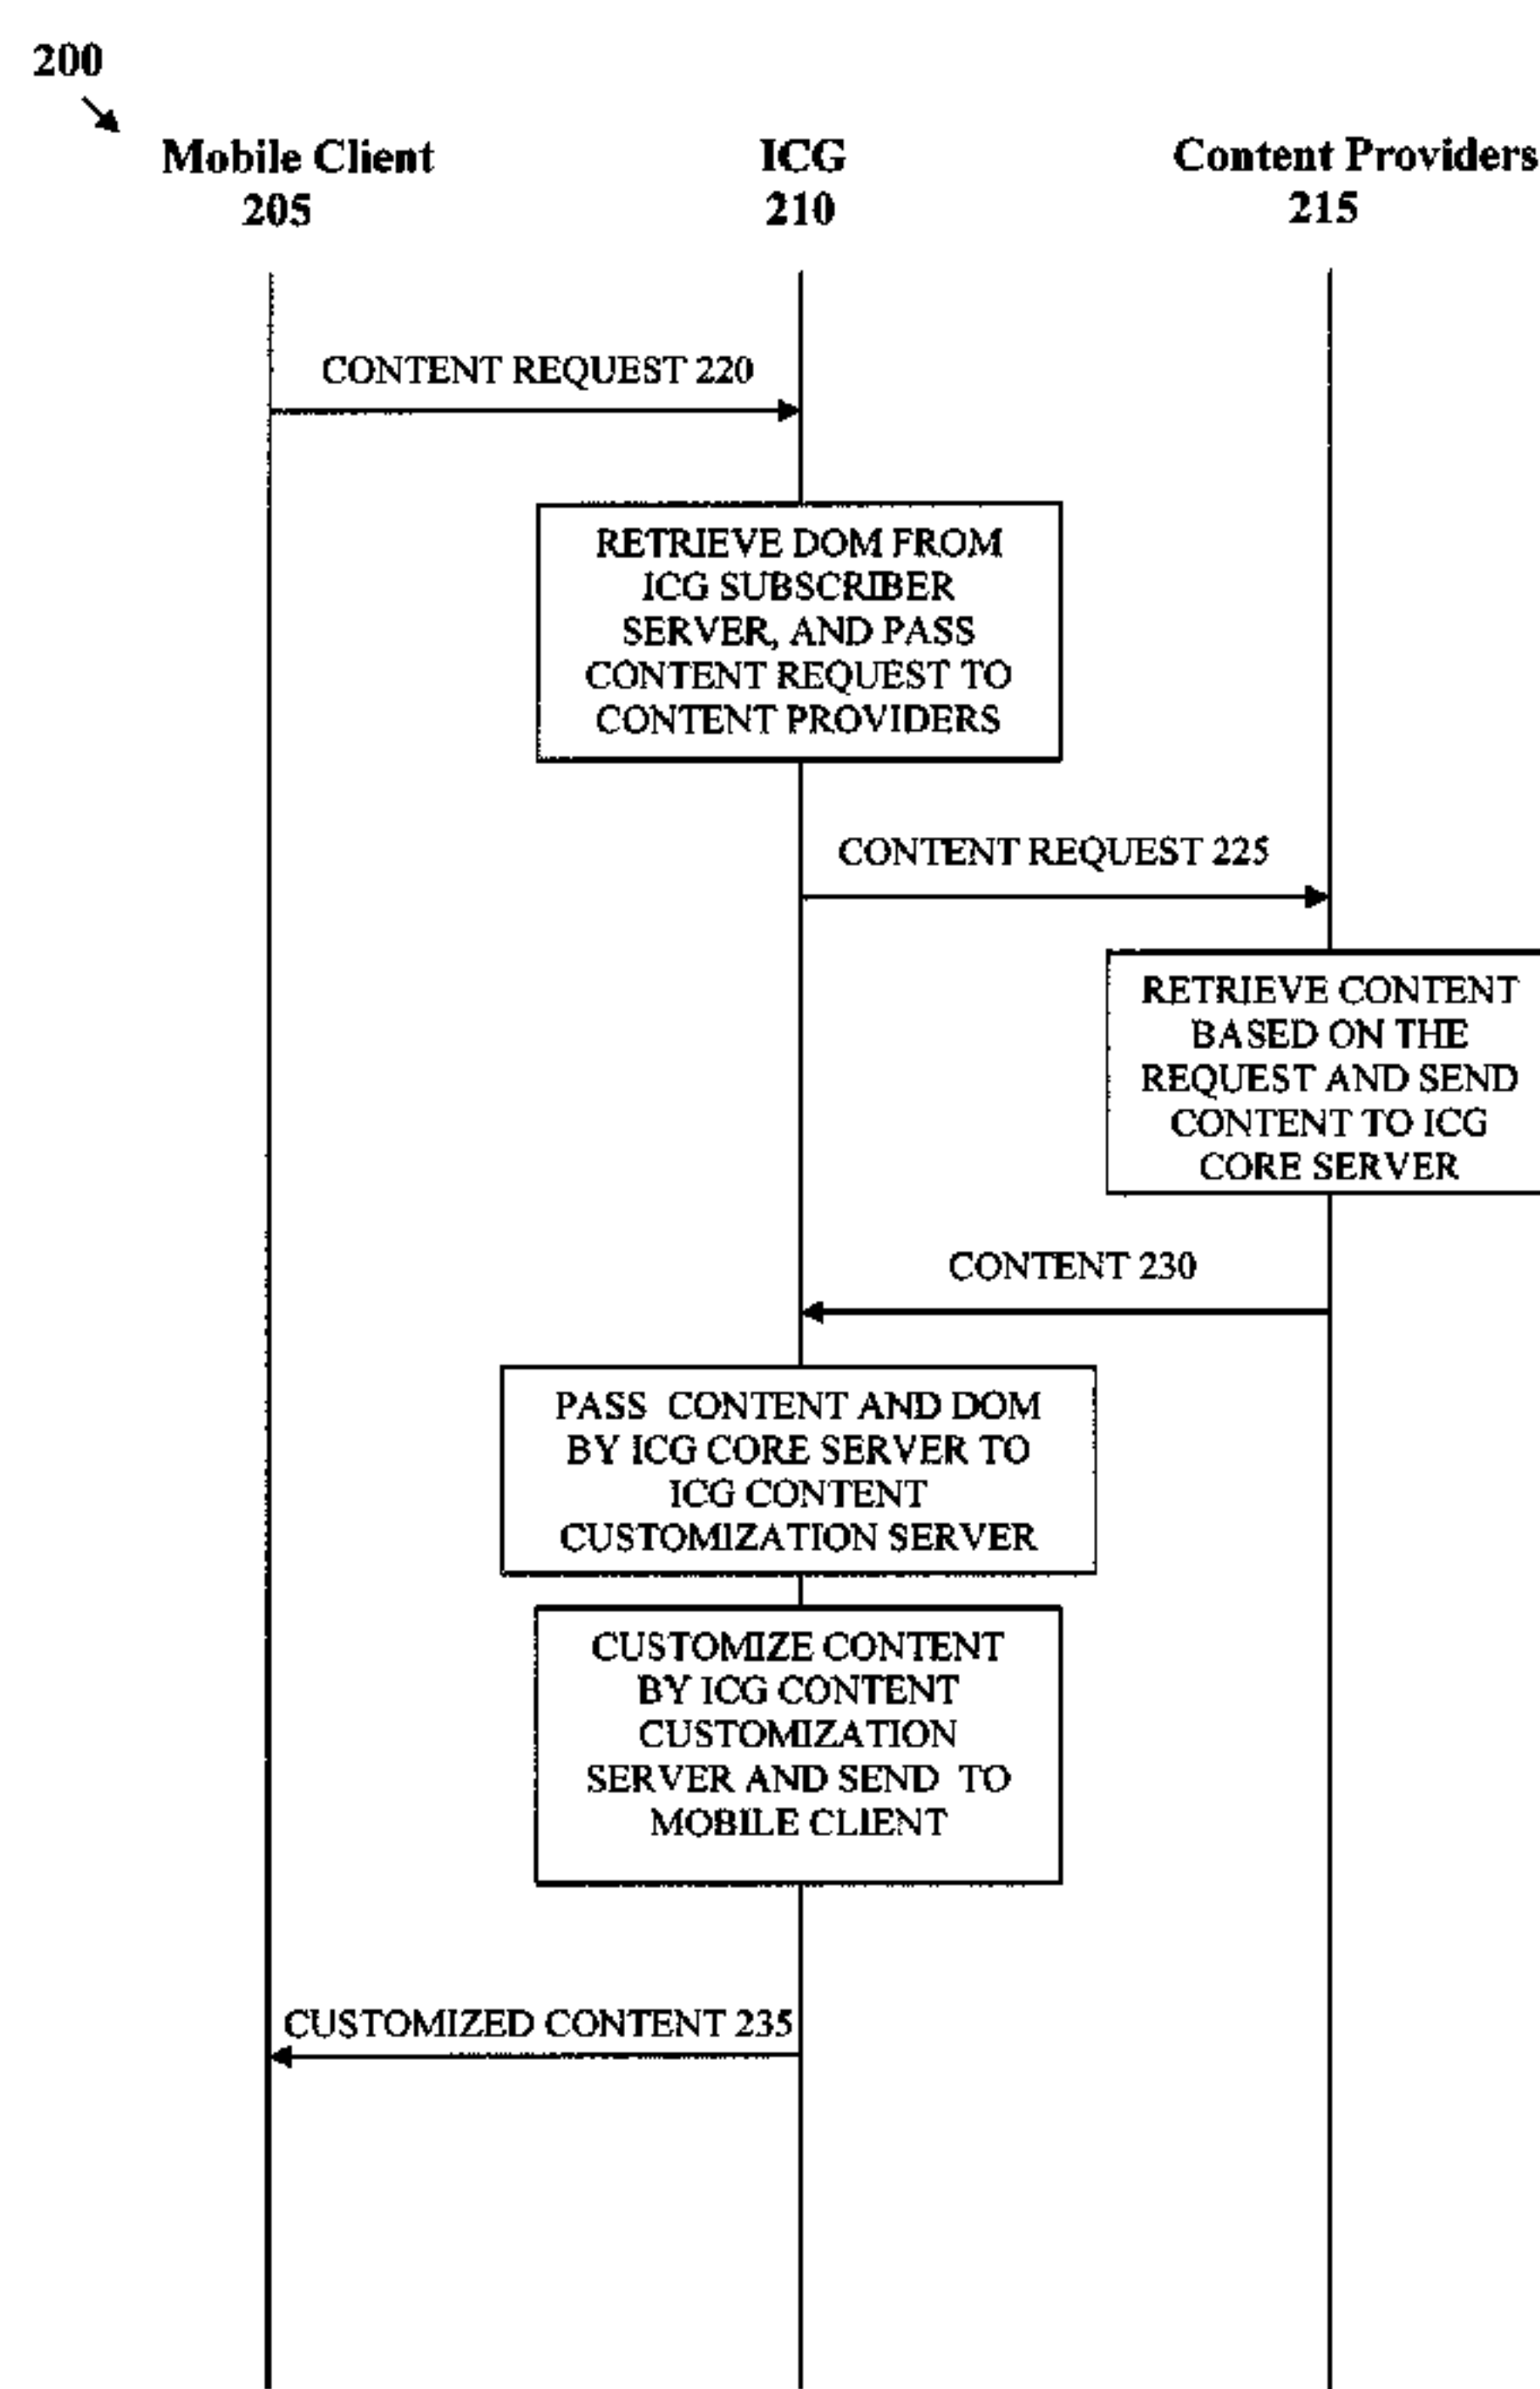 200
Mobile Client
205
ICG
210
Content Providers
215
CONTENT REQUEST 220
RETRIEVE DOM FROM
ICG SUBSCRIBER
SERVER, AND PASS
CONTENT REQUEST TO
CONTENT PROVIDERS
CONTENT REQUEST 225
RETRIEVE CONTENT
BASED ON THE
REQUEST AND SEND
CONTENT TO ICG
CORE SERVER
CONTENT 230
PASS CONTENT AND DOM
BY ICG CORE SERVER TO
ICG CONTENT
CUSTOMIZATION SERVER
CUSTOMIZE CONTENT
BY ICG CONTENT
CUSTOMIZATION
SERVER AND SEND TO
MOBILE CLIENT
CUSTOMIZED CONTENT 235